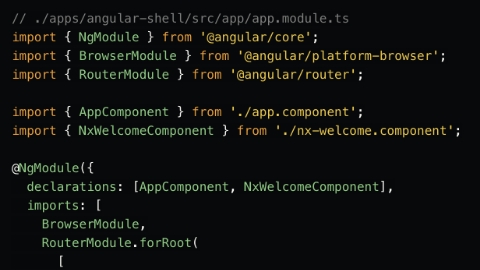 // ./apps/angular-shell/src/app/app.module.ts
import { NgModule } from '@angular/core';
import { BrowserModule } from '@angular/platform-browser';
import { RouterModule } from '@angular/router';

import { AppComponent } from './app.component';
import { NxWelcomeComponent } from './nx-welcome.component';

@NgModule({
  declarations: [AppComponent, NxWelcomeComponent],
  imports: [
    BrowserModule,
    RouterModule.forRoot(
      [